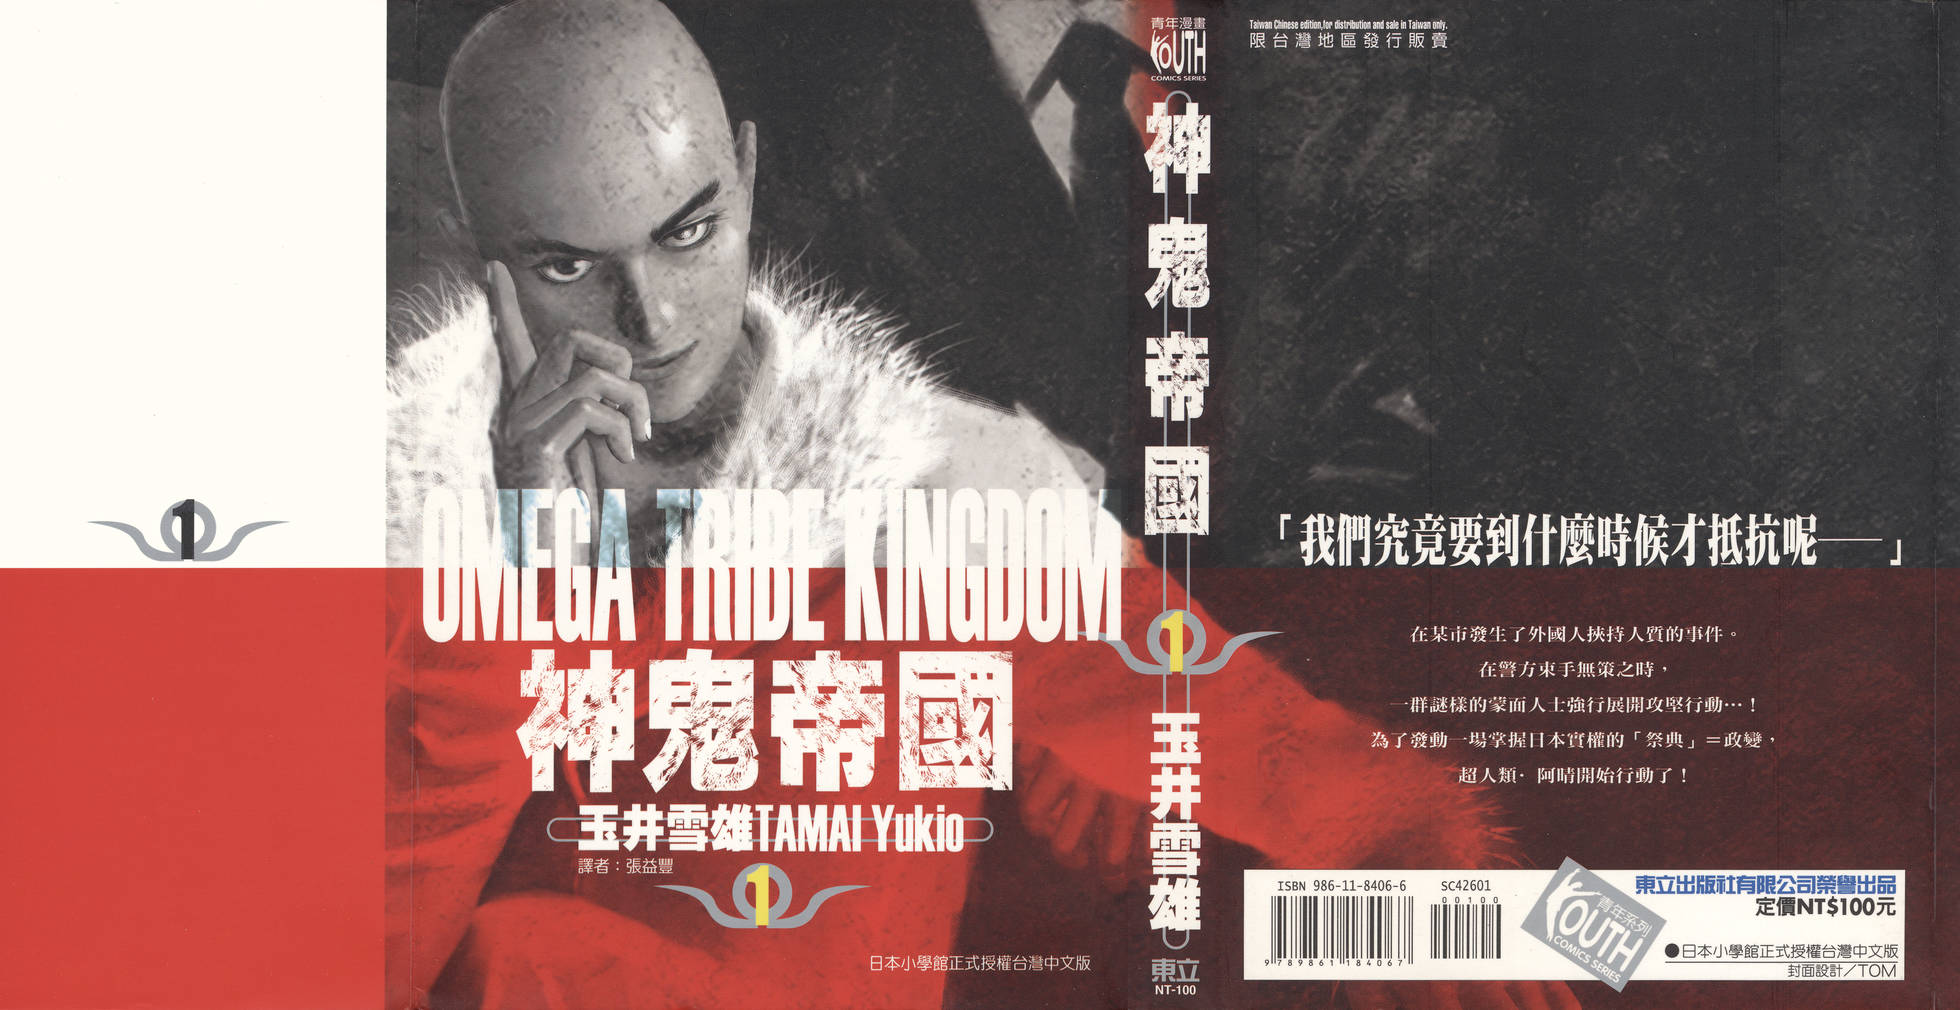 1
OMEGA TRIBE KINGDOM
神鬼帝國
玉井雪雄TAMAI Yukio
譯者：張益豐
1
日本小學館正式授權台灣中文版
青年漫畫
YOUTH
COMICS SERIES
神鬼帝國
1
玉井雪雄
東立
NT-100
Taiwan Chinese edition,for distribution and sale in Taiwan only.
限台灣地區發行販賣
「我們究竟要到什麼時候才抵抗呢──」
在某市發生了外國人挾持人質的事件。
在警方束手無策之時，
一群謎樣的蒙面人士強行展開攻堅行動…！
為了發動一場掌握日本實權的「祭典」＝政變，
超人類·阿晴開始行動了！
ISBN 986-11-8406-6
SC42601
00100
9 789861 184067
青年系列
YOUTH
COMICS SERIES
東立出版社有限公司榮譽出品
定價NT$100元
●日本小學館正式授權台灣中文版
封面設計／TOM